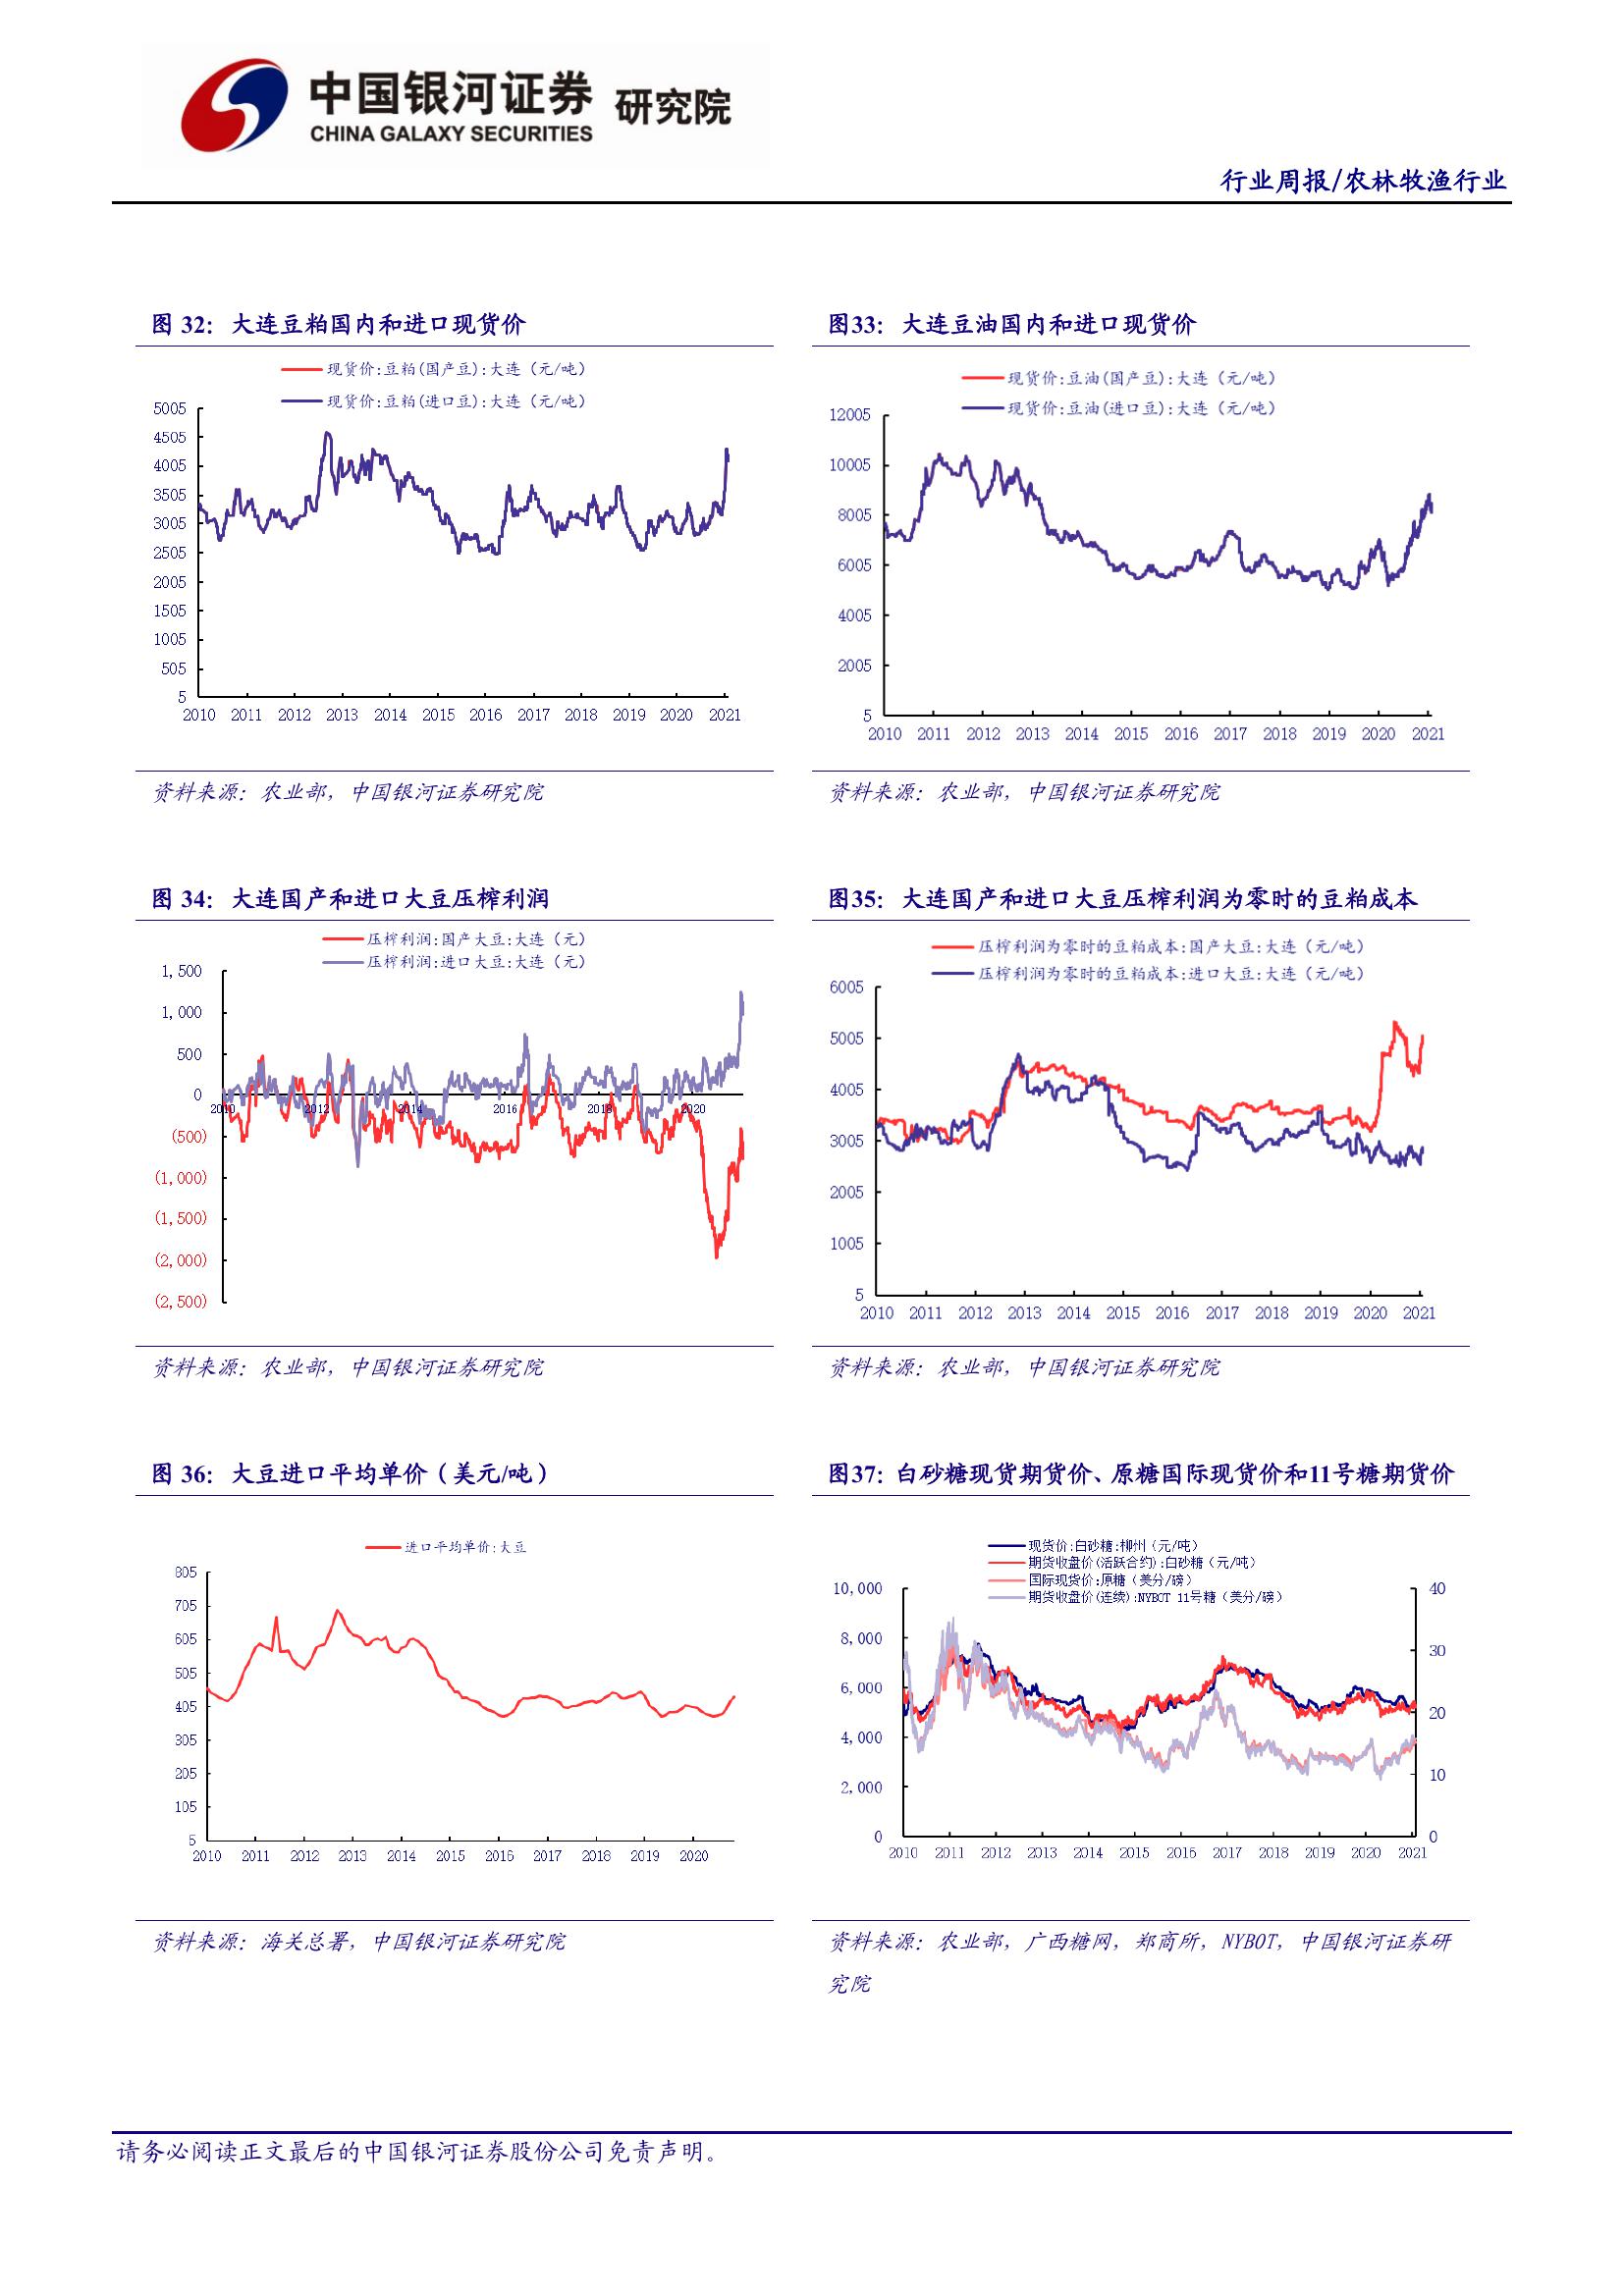 中国银河证券 研究院
CHINA GALAXY SECURITIES
行业周报/农林牧渔行业
图 32: 大连豆粕国内和进口现货价
现货价:豆粕(国产豆):大连（元/吨）
现货价:豆粕(进口豆):大连（元/吨）
5005
4505
4005
3505
3005
2505
2005
1505
1005
505
5
2010 2011 2012 2013 2014 2015 2016 2017 2018 2019 2020 2021
资料来源：农业部，中国银河证券研究院
图33: 大连豆油国内和进口现货价
现货价:豆油(国产豆):大连（元/吨）
现货价:豆油(进口豆):大连（元/吨）
12005
10005
8005
6005
4005
2005
5
2010 2011 2012 2013 2014 2015 2016 2017 2018 2019 2020 2021
资料来源：农业部，中国银河证券研究院
图 34: 大连国产和进口大豆压榨利润
压榨利润:国产大豆:大连（元）
压榨利润:进口大豆:大连（元）
1,500
1,000
500
0
2010 2012 2014 2016 2018 2020
(500)
(1,000)
(1,500)
(2,000)
(2,500)
资料来源：农业部，中国银河证券研究院
图35: 大连国产和进口大豆压榨利润为零时的豆粕成本
压榨利润为零时的豆粕成本:国产大豆:大连（元/吨）
压榨利润为零时的豆粕成本:进口大豆:大连（元/吨）
6005
5005
4005
3005
2005
1005
5
2010 2011 2012 2013 2014 2015 2016 2017 2018 2019 2020 2021
资料来源：农业部，中国银河证券研究院
图 36: 大豆进口平均单价（美元/吨）
进口平均单价:大豆
805
705
605
505
405
305
205
105
5
2010 2011 2012 2013 2014 2015 2016 2017 2018 2019 2020
资料来源：海关总署，中国银河证券研究院
图37: 白砂糖现货期货价、原糖国际现货价和11号糖期货价
现货价:白砂糖:柳州（元/吨）
期货收盘价(活跃合约):白砂糖（元/吨）
国际现货价:原糖（美分/磅）
期货收盘价(连续):NYBOT 11号糖（美分/磅）
10,000 40
8,000 30
6,000 20
4,000
2,000 10
0 0
2010 2011 2012 2013 2014 2015 2016 2017 2018 2019 2020 2021
资料来源：农业部，广西糖网，郑商所，NYBOT，中国银河证券研
究院
请务必阅读正文最后的中国银河证券股份公司免责声明。